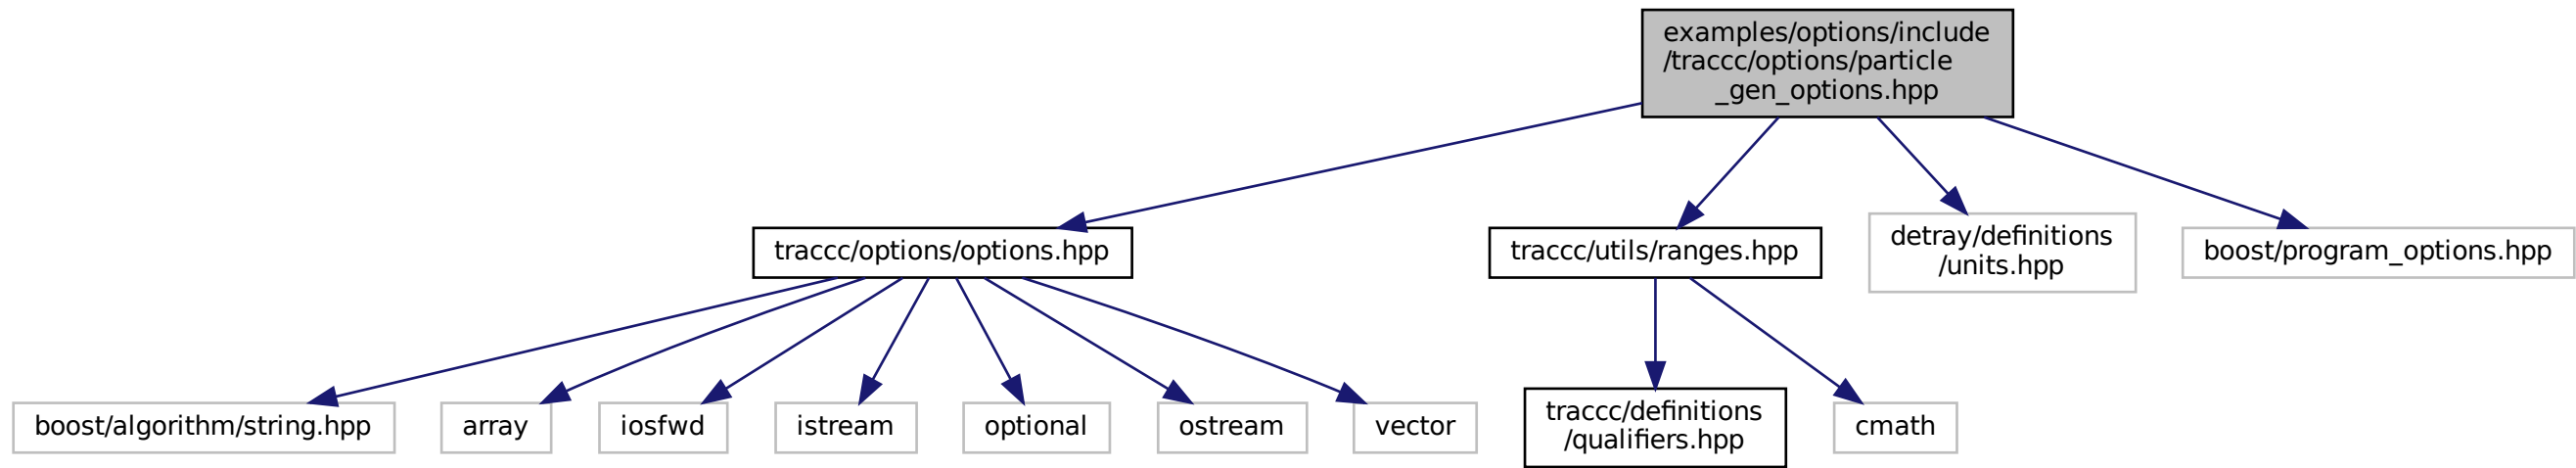 examples/options/include
/traccc/options/particle
_gen_options.hpp
traccc/options/options.hpp
traccc/utils/ranges.hpp
detray/definitions
/units.hpp
boost/program_options.hpp
boost/algorithm/string.hpp
array
iosfwd
istream
optional
ostream
vector
traccc/definitions
/qualifiers.hpp
cmath